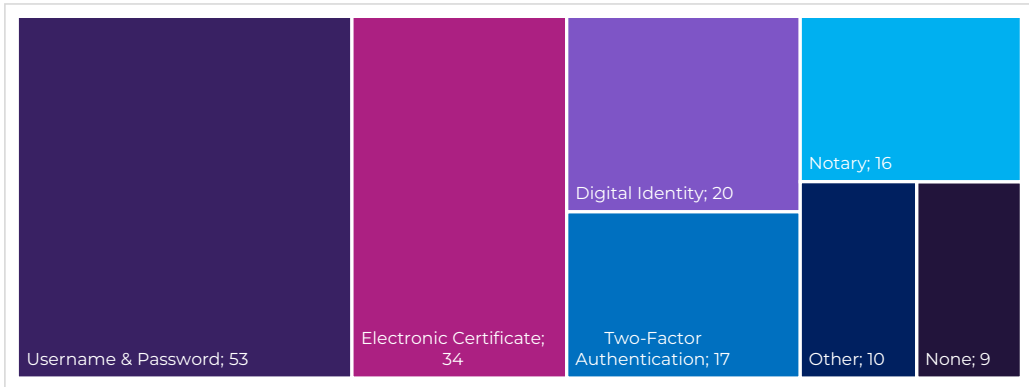 Username & Password; 53
Electronic Certificate;
34
Digital Identity; 20
Two-Factor
Authentication; 17
Notary; 16
Other; 10
None; 9